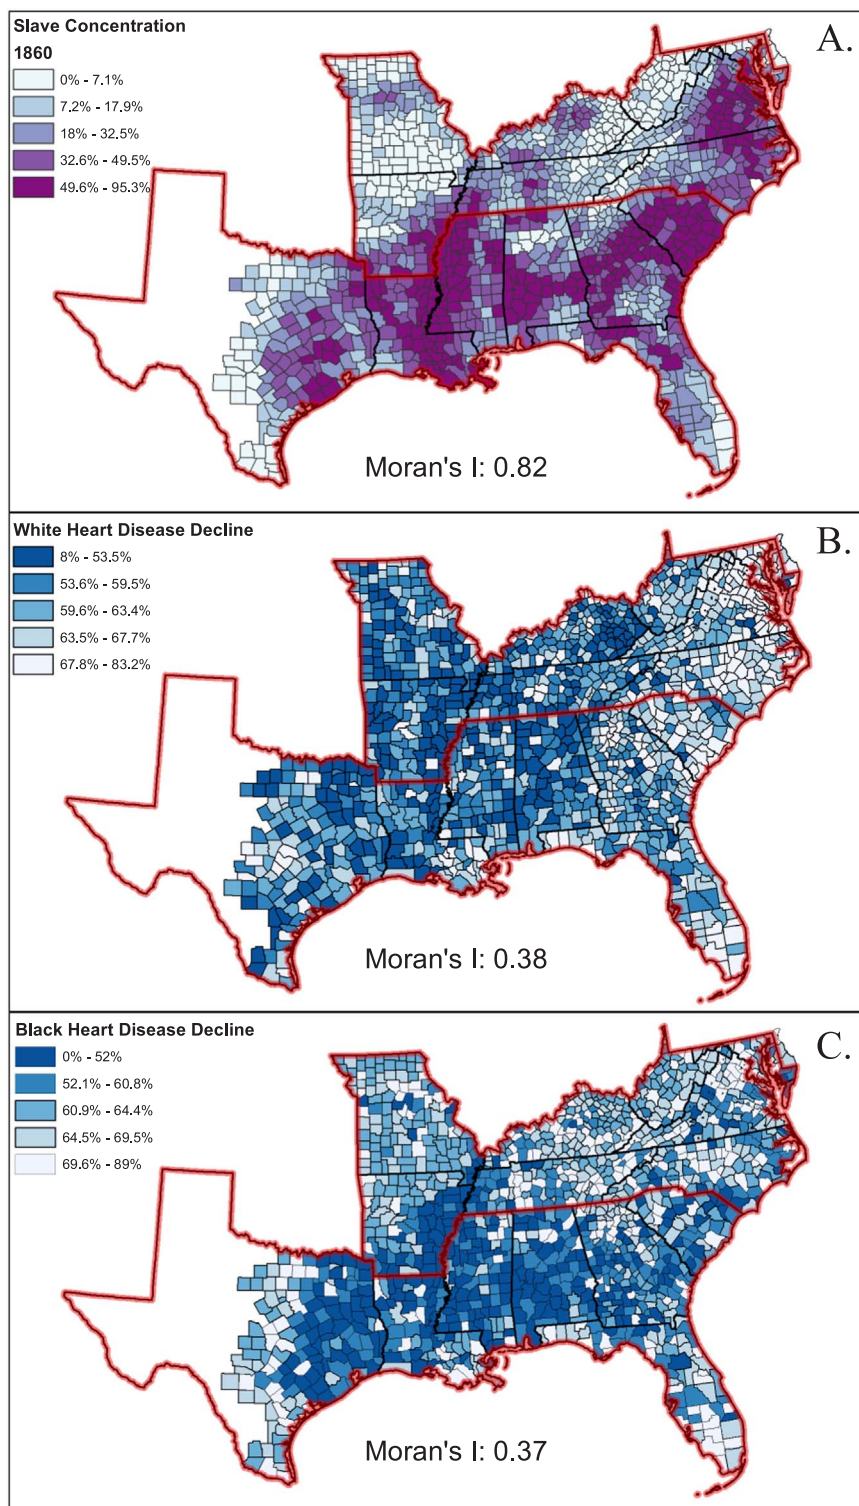 Slave Concentration
A.
1860
0% - 7.1%
7.2% - 17.9%
18% - 32.5%
32.6% - 49.5%
49.6% - 95.3%
Moran's I: 0.82
White Heart Disease Decline
B.
8% - 53.5%
53.6% - 59.5%
59.6% - 63.4%
63.5% - 67.7%
67.8% - 83.2%
Moran's I: 0.38
Black Heart Disease Decline
C.
0% - 52%
52.1% - 60.8%
60.9% - 64.4%
64.5% - 69.5%
69.6% - 89%
Moran's I: 0.37